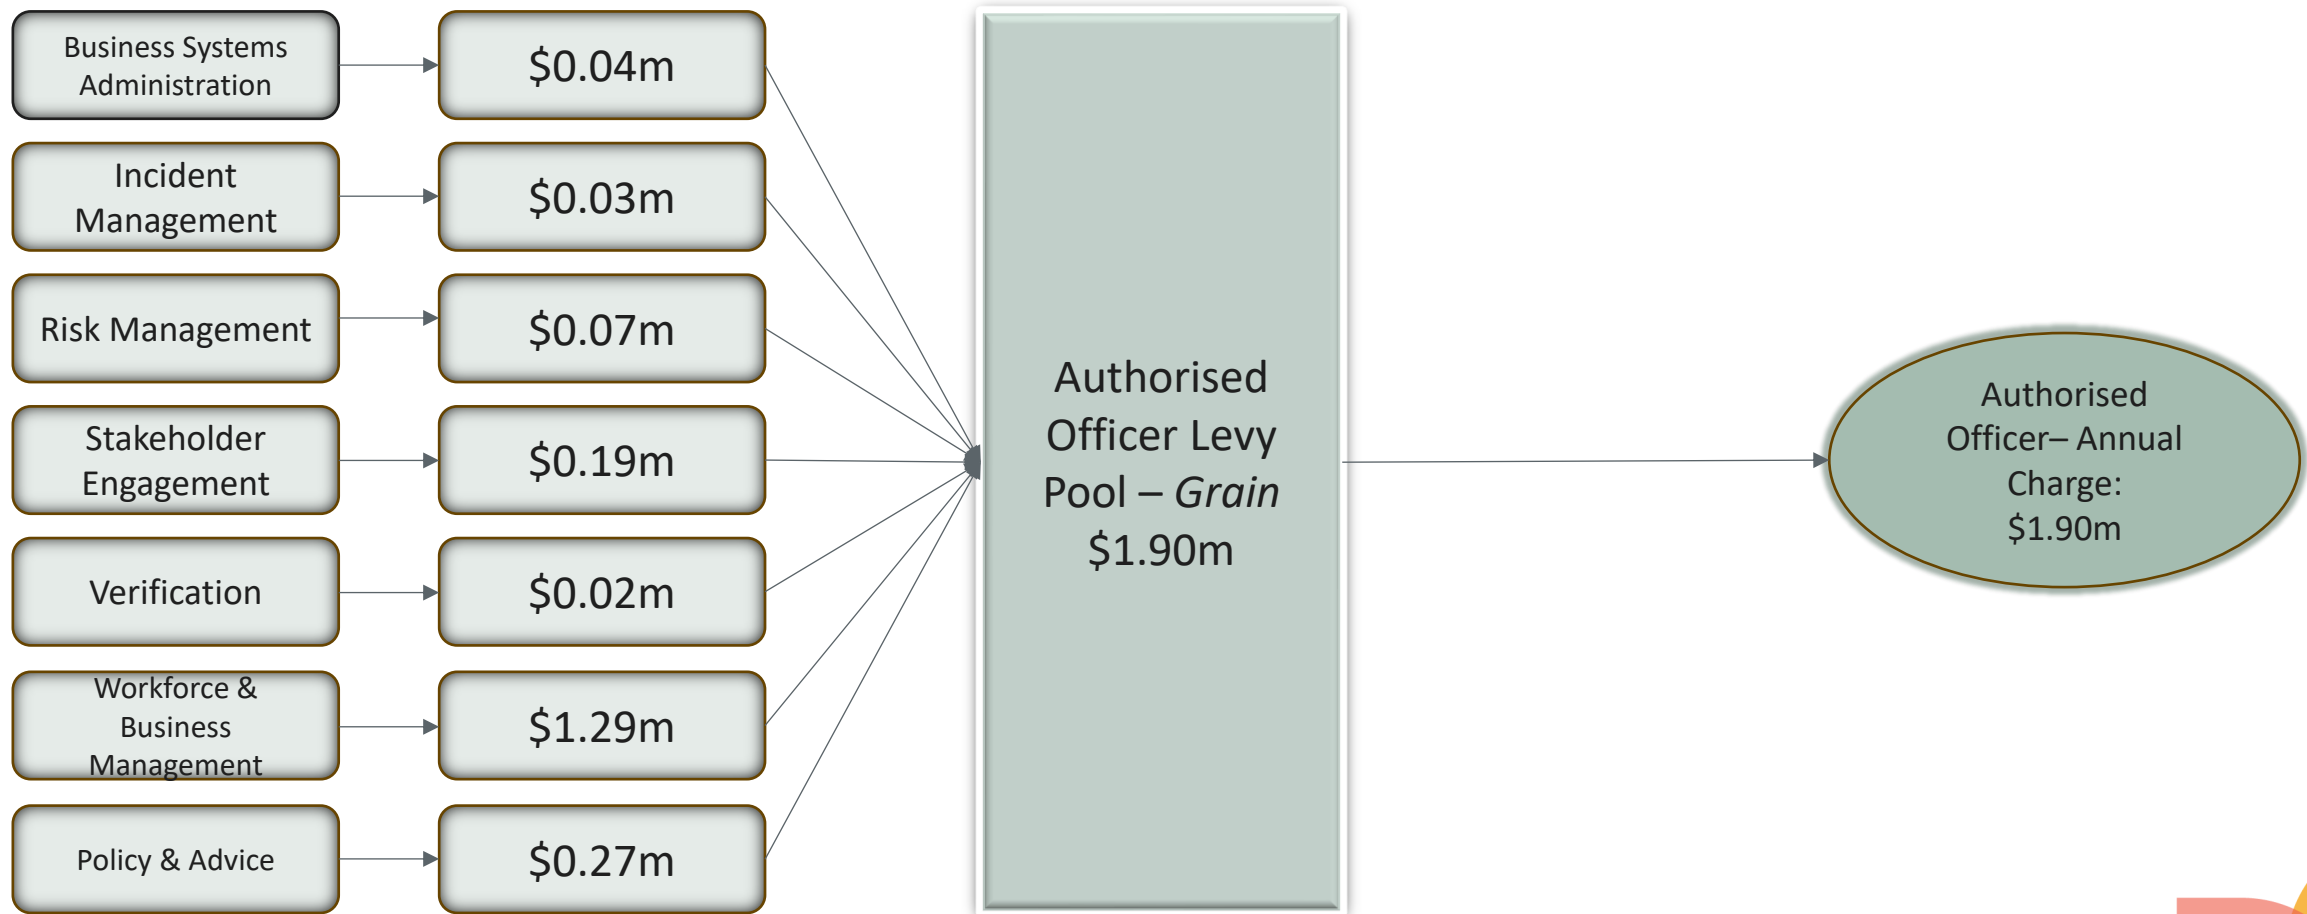 Business Systems
Administration
$0.04m
Incident
Management
$0.03m
Risk Management
$0.07m
Stakeholder
Engagement
$0.19m
Verification
$0.02m
Workforce &
Business
Management
$1.29m
Policy & Advice
$0.27m
Authorised
Officer Levy
Pool – Grain
$1.90m
Authorised
Officer– Annual
Charge:
$1.90m